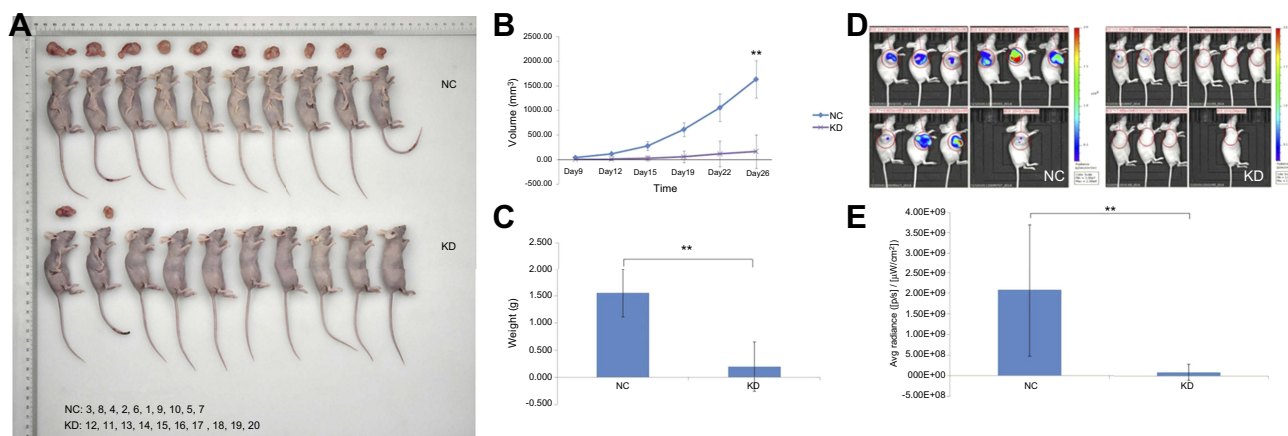 A
NC
KD
NC: 3, 8, 4, 2, 6, 1, 9, 10, 5, 7
KD: 12, 11, 13, 14, 15, 16, 17 , 18, 19, 20
B
2500.00
2000.00
1500.00
1000.00
500.00
0.00
-500.00
Volume (mm³)
**
NC
KD
Day9 Day12 Day15 Day19 Day22 Day26
Time
C
2.500
2.000
1.500
1.000
0.500
0.000
-0.500
Weight (g)
**
NC KD
D
NC
KD
E
4.00E+09
3.50E+09
3.00E+09
2.50E+09
2.00E+09
1.50E+09
1.00E+09
5.00E+08
000E+00
-5.00E+08
Avg radiance ([p/s] / [µW/cm²])
**
NC KD